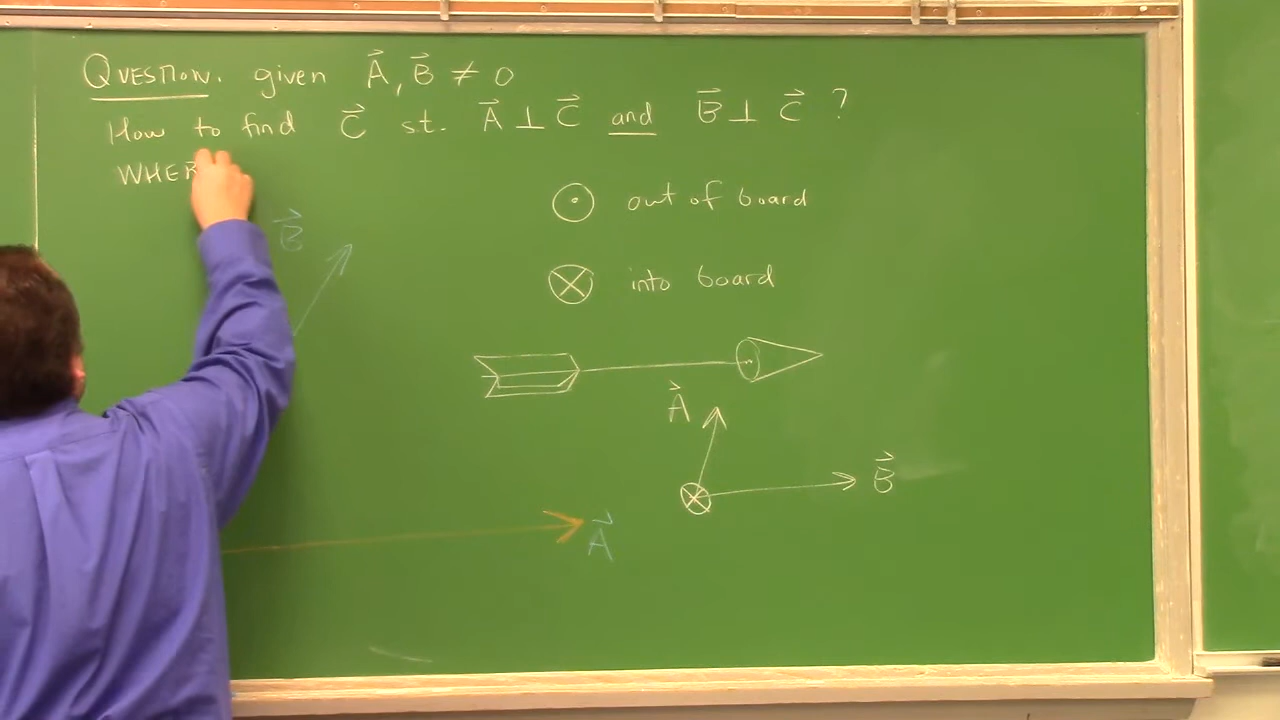 QUESTION. given A⃗, B⃗ ≠ 0
How to find C⃗ st. A⃗ ⊥ C⃗ and B⃗ ⊥ C⃗ ?
WHER
⊙ out of board
B⃗
⊗ into board
A⃗
B⃗
A⃗